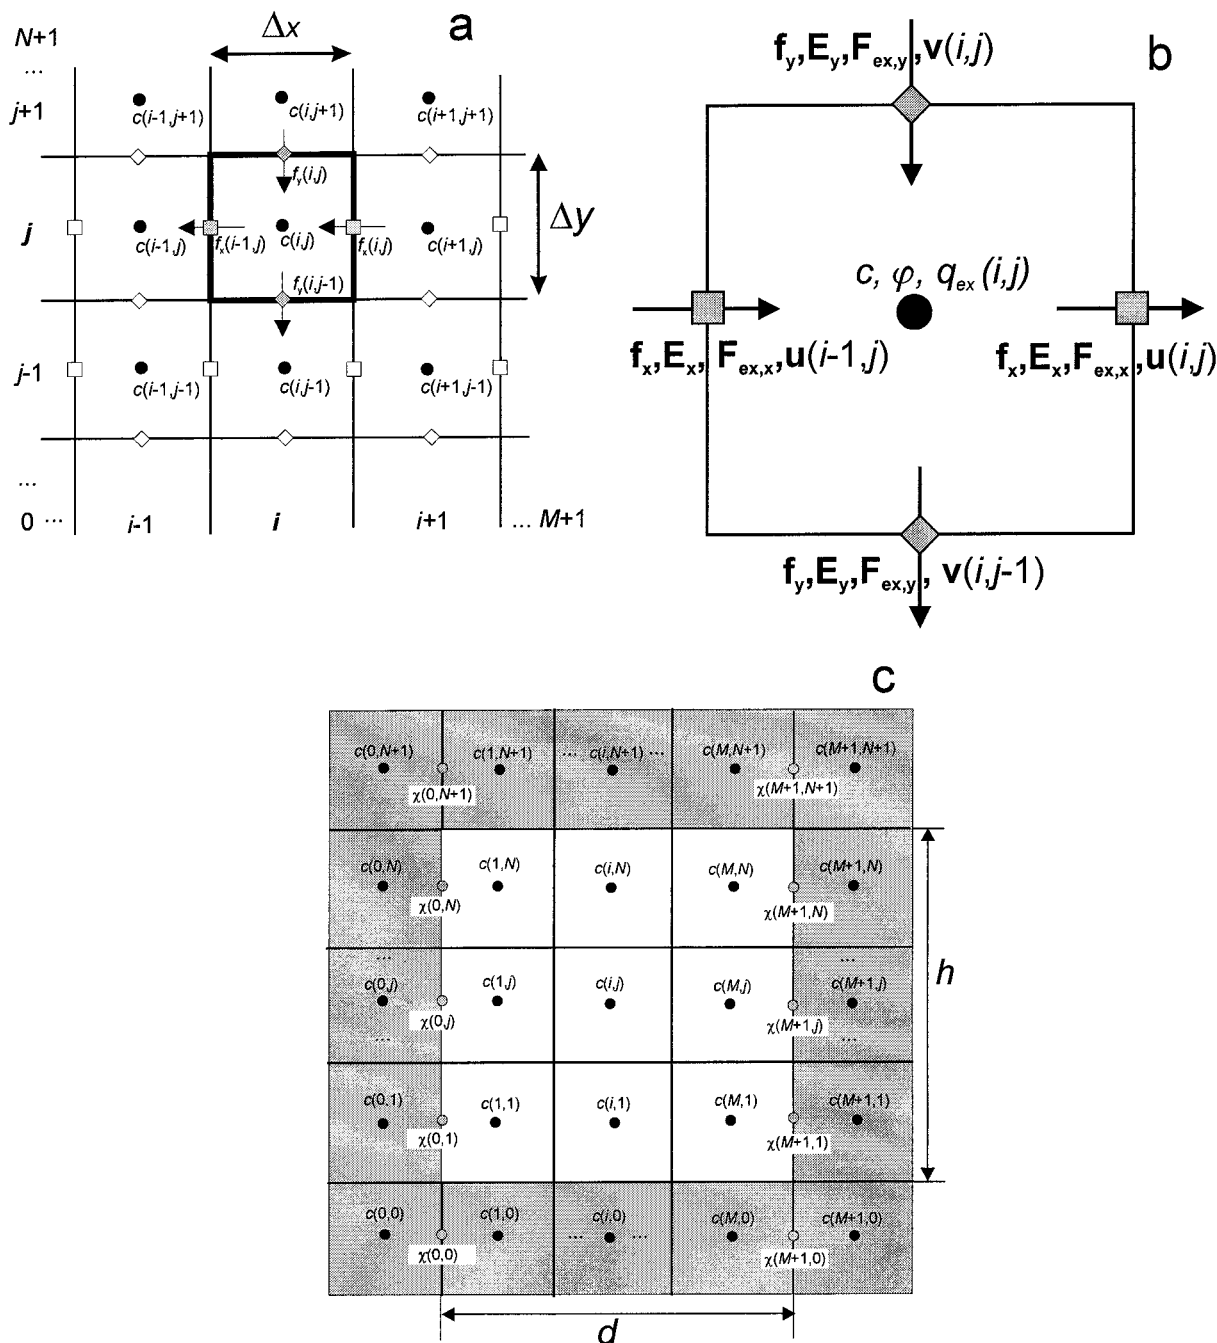 a
N+1
Δx
...
j+1
c(i-1,j+1)
c(i,j+1)
c(i+1,j+1)
f_y(i,j)
Δy
j
c(i-1,j)
f_x(i-1,j)
c(i,j)
f_x(i,j)
c(i+1,j)
f_y(i,j-1)
j-1
c(i-1,j-1)
c(i,j-1)
c(i+1,j-1)
...
0 ... i-1 i i+1 ... M+1
b
f_y,E_y,F_ex,y,v(i,j)
c, φ, q_ex(i,j)
f_x,E_x, F_ex,x,u(i-1,j)
f_x,E_x,F_ex,x,u(i,j)
f_y,E_y,F_ex,y, v(i,j-1)
c
c(0,N+1) c(1,N+1) ... c(i,N+1) ... c(M,N+1) c(M+1,N+1)
χ(0,N+1) χ(M+1,N+1)
c(0,N) c(1,N) c(i,N) c(M,N) c(M+1,N)
χ(0,N) χ(M+1,N)
... ...
h
c(0,j) c(1,j) c(i,j) c(M,j) c(M+1,j)
χ(0,j) χ(M+1,j)
... ...
c(0,1) c(1,1) c(i,1) c(M,1) c(M+1,1)
χ(0,1) χ(M+1,1)
c(0,0) c(1,0) c(i,0) c(M,0) c(M+1,0)
... ...
χ(0,0) χ(M+1,0)
d